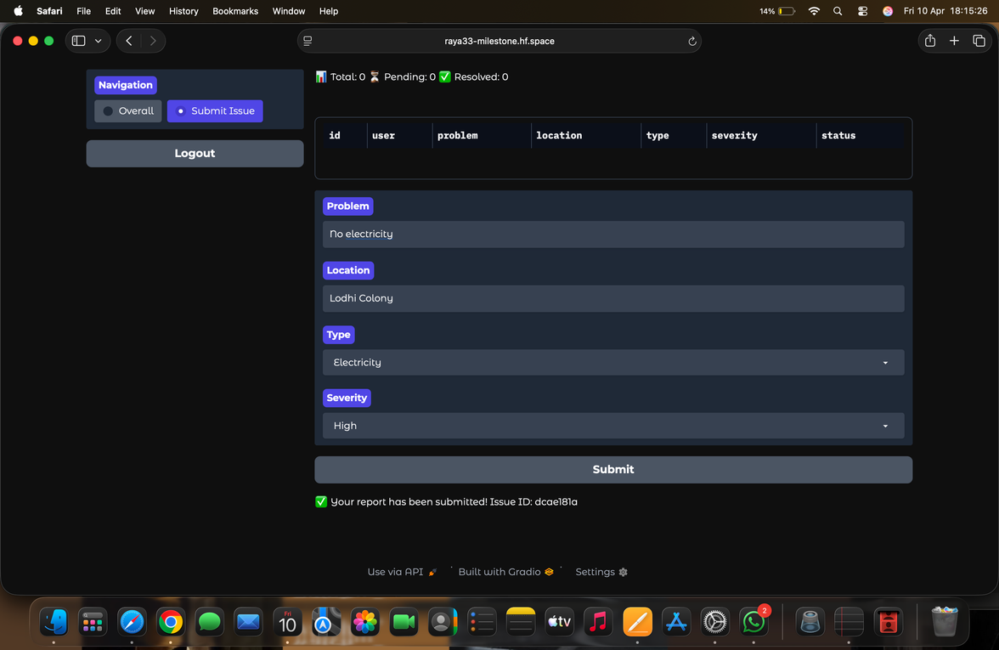 Safari File Edit View History Bookmarks Window Help 14% Fri 10 Apr 18:15:26
raya33-milestone.hf.space
Navigation
Overall Submit Issue
Logout
📊 Total: 0 ⏳ Pending: 0 ✅ Resolved: 0
id user problem location type severity status
Problem
No electricity
Location
Lodhi Colony
Type
Electricity
Severity
High
Submit
✅ Your report has been submitted! Issue ID: dcae181a
Use via API 🚀 · Built with Gradio · Settings ⚙️
Fri
10
tv
2